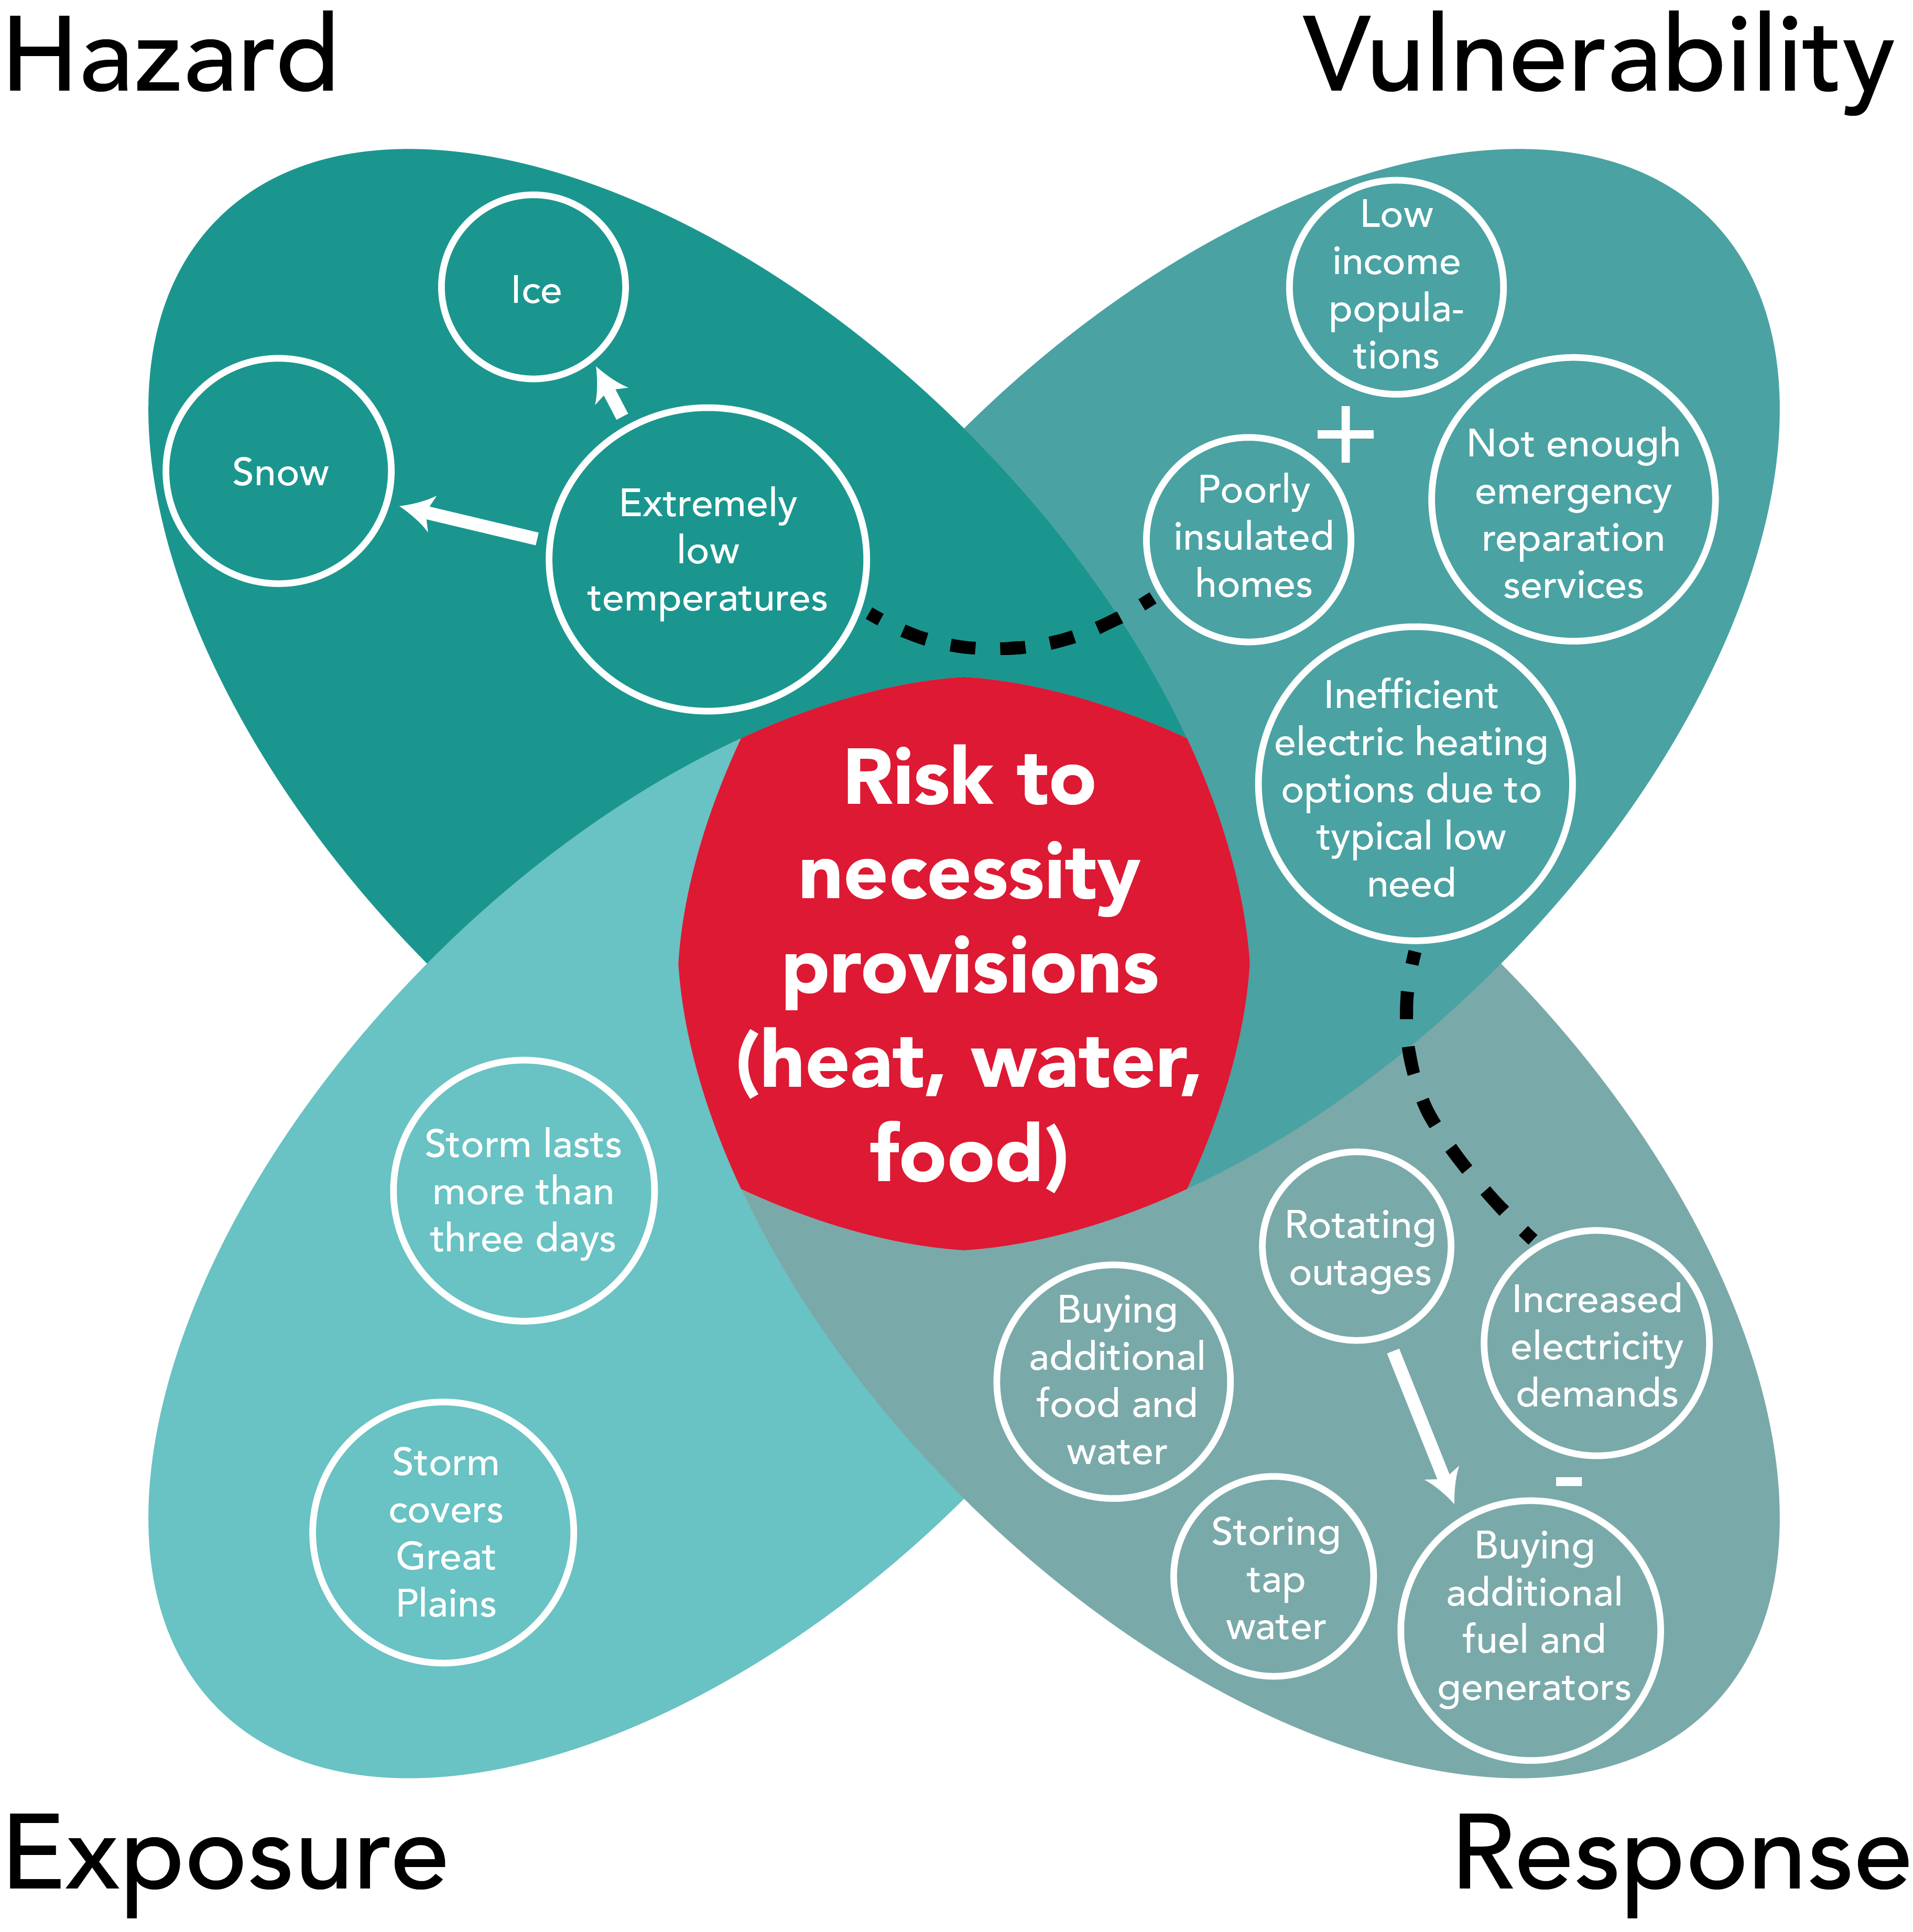 Hazard
Vulnerability
Ice
Snow
Extremely
low
temperatures
Low
income
popula-
tions
+
Poorly
insulated
homes
Not enough
emergency
reparation
services
Inefficient
electric heating
options due to
typical low
need
Risk to
necessity
provisions
(heat, water,
food)
Storm lasts
more than
three days
Storm
covers
Great
Plains
Rotating
outages
Increased
electricity
demands
-
Buying
additional
food and
water
Storing
tap
water
Buying
additional
fuel and
generators
Exposure
Response